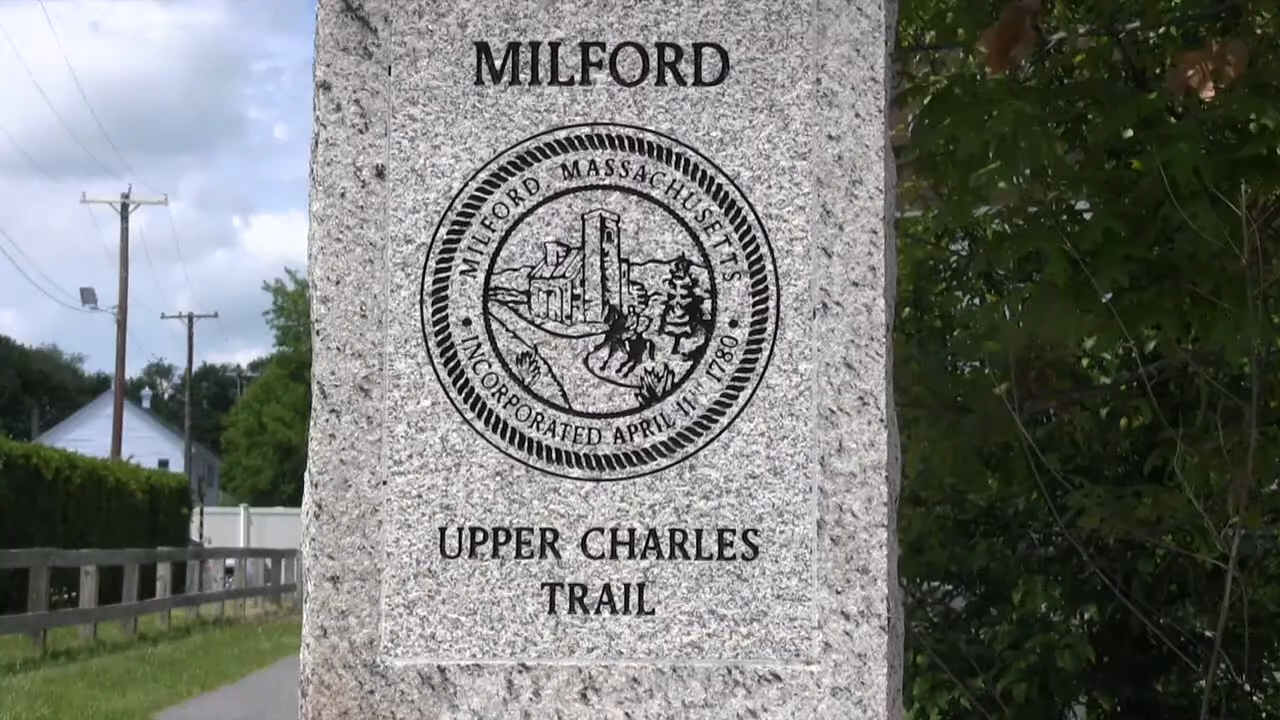 MILFORD
MILFORD MASSACHUSETTS
• INCORPORATED APRIL 11TH 1780 •
UPPER CHARLES
TRAIL